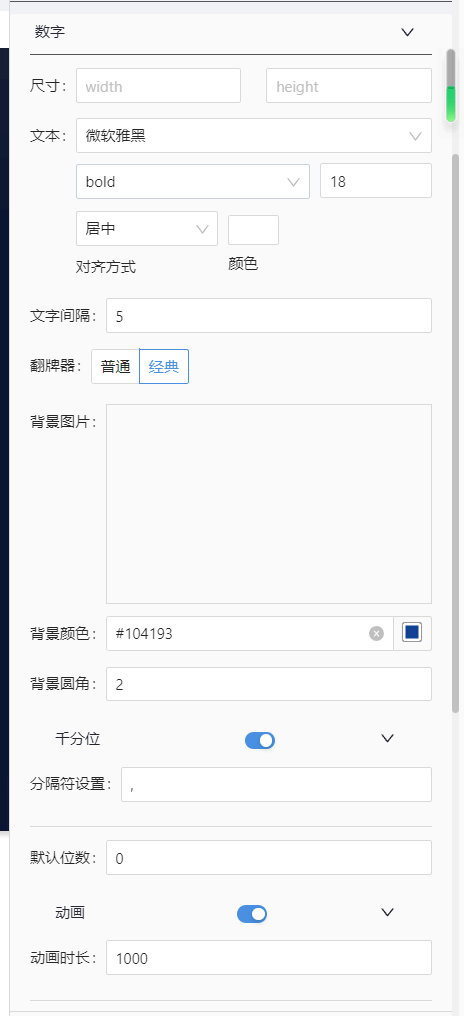 数字
尺寸： width height
文本： 微软雅黑
bold 18
居中
对齐方式 颜色
文字间隔： 5
翻牌器： 普通 经典
背景图片：
背景颜色： #104193
背景圆角： 2
千分位
分隔符设置： ,
默认位数： 0
动画
动画时长： 1000